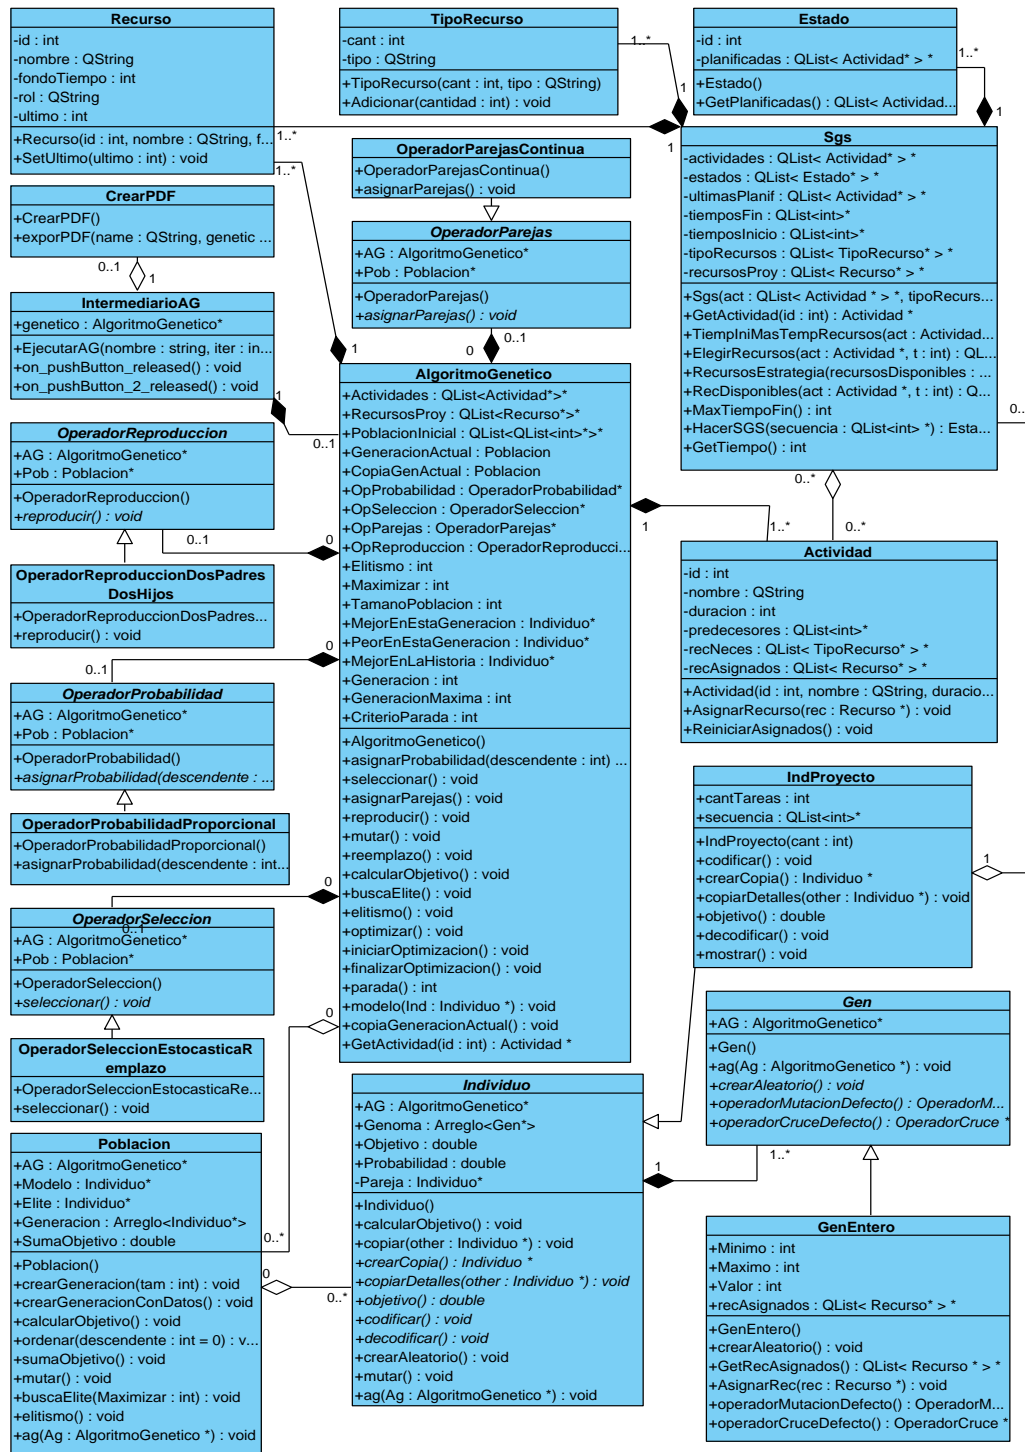 Recurso
-id : int
-nombre : QString
-fondoTiempo : int
-rol : QString
-ultimo : int
+Recurso(id : int, nombre : QString, f...
+SetUltimo(ultimo : int) : void
TipoRecurso
-cant : int
-tipo : QString
+TipoRecurso(cant : int, tipo : QString)
+Adicionar(cantidad : int) : void
1..*
1
Estado
-id : int
-planificadas : QList< Actividad* > *
+Estado()
+GetPlanificadas() : QList< Actividad...
1..*
1
1..*
1
1..*
1
CrearPDF
+CrearPDF()
+exporPDF(name : QString, genetic ...
0..1
1
OperadorParejasContinua
+OperadorParejasContinua()
+asignarParejas() : void
OperadorParejas
+AG : AlgoritmoGenetico*
+Pob : Poblacion*
+OperadorParejas()
+asignarParejas() : void
0..1
0
Sgs
-actividades : QList< Actividad* > *
-estados : QList< Estado* > *
-ultimasPlanif : QList< Actividad* > *
-tiemposFin : QList<int>*
-tiemposInicio : QList<int>*
-tipoRecursos : QList< TipoRecurso* > *
-recursosProy : QList< Recurso* > *
+Sgs(act : QList< Actividad * > *, tipoRecurs...
+GetActividad(id : int) : Actividad *
+TiempIniMasTempRecursos(act : Actividad...
+ElegirRecursos(act : Actividad *, t : int) : QL...
+RecursosEstrategia(recursosDisponibles : ...
+RecDisponibles(act : Actividad *, t : int) : Q...
+MaxTiempoFin() : int
+HacerSGS(secuencia : QList<int> *) : Esta...
+GetTiempo() : int
0..
0..*
0..*
IntermediarioAG
+genetico : AlgoritmoGenetico*
+EjecutarAG(nombre : string, iter : in...
+on_pushButton_released() : void
+on_pushButton_2_released() : void
1
0..1
OperadorReproduccion
+AG : AlgoritmoGenetico*
+Pob : Poblacion*
+OperadorReproduccion()
+reproducir() : void
0..1
0
OperadorReproduccionDosPadres
DosHijos
+OperadorReproduccionDosPadres...
+reproducir() : void
0
0..1
OperadorProbabilidad
+AG : AlgoritmoGenetico*
+Pob : Poblacion*
+OperadorProbabilidad()
+asignarProbabilidad(descendente : ...
OperadorProbabilidadProporcional
+OperadorProbabilidadProporcional()
+asignarProbabilidad(descendente : int...
0
0..1
OperadorSeleccion
+AG : AlgoritmoGenetico*
+Pob : Poblacion*
+OperadorSeleccion()
+seleccionar() : void
OperadorSeleccionEstocasticaR
emplazo
+OperadorSeleccionEstocasticaRe...
+seleccionar() : void
AlgoritmoGenetico
+Actividades : QList<Actividad*>*
+RecursosProy : QList<Recurso*>*
+PoblacionInicial : QList<QList<int>*>*
+GeneracionActual : Poblacion
+CopiaGenActual : Poblacion
+OpProbabilidad : OperadorProbabilidad*
+OpSeleccion : OperadorSeleccion*
+OpParejas : OperadorParejas*
+OpReproduccion : OperadorReproducci...
+Elitismo : int
+Maximizar : int
+TamanoPoblacion : int
+MejorEnEstaGeneracion : Individuo*
+PeorEnEstaGeneracion : Individuo*
+MejorEnLaHistoria : Individuo*
+Generacion : int
+GeneracionMaxima : int
+CriterioParada : int
+AlgoritmoGenetico()
+asignarProbabilidad(descendente : int) ...
+seleccionar() : void
+asignarParejas() : void
+reproducir() : void
+mutar() : void
+reemplazo() : void
+calcularObjetivo() : void
+buscaElite() : void
+elitismo() : void
+optimizar() : void
+iniciarOptimizacion() : void
+finalizarOptimizacion() : void
+parada() : int
+modelo(Ind : Individuo *) : void
+copiaGeneracionActual() : void
+GetActividad(id : int) : Actividad *
1
1..*
Actividad
-id : int
-nombre : QString
-duracion : int
-predecesores : QList<int>*
-recNeces : QList< TipoRecurso* > *
-recAsignados : QList< Recurso* > *
+Actividad(id : int, nombre : QString, duracio...
+AsignarRecurso(rec : Recurso *) : void
+ReiniciarAsignados() : void
IndProyecto
+cantTareas : int
+secuencia : QList<int>*
+IndProyecto(cant : int)
+codificar() : void
+crearCopia() : Individuo *
+copiarDetalles(other : Individuo *) : void
+objetivo() : double
+decodificar() : void
+mostrar() : void
1
0
0..*
Gen
+AG : AlgoritmoGenetico*
+Gen()
+ag(Ag : AlgoritmoGenetico *) : void
+crearAleatorio() : void
+operadorMutacionDefecto() : OperadorM...
+operadorCruceDefecto() : OperadorCruce *
1
1..*
Individuo
+AG : AlgoritmoGenetico*
+Genoma : Arreglo<Gen*>
+Objetivo : double
+Probabilidad : double
-Pareja : Individuo*
+Individuo()
+calcularObjetivo() : void
+copiar(other : Individuo *) : void
+crearCopia() : Individuo *
+copiarDetalles(other : Individuo *) : void
+objetivo() : double
+codificar() : void
+decodificar() : void
+crearAleatorio() : void
+mutar() : void
+ag(Ag : AlgoritmoGenetico *) : void
0
0..*
Poblacion
+AG : AlgoritmoGenetico*
+Modelo : Individuo*
+Elite : Individuo*
+Generacion : Arreglo<Individuo*>
+SumaObjetivo : double
+Poblacion()
+crearGeneracion(tam : int) : void
+crearGeneracionConDatos() : void
+calcularObjetivo() : void
+ordenar(descendente : int = 0) : v...
+sumaObjetivo() : void
+mutar() : void
+buscaElite(Maximizar : int) : void
+elitismo() : void
+ag(Ag : AlgoritmoGenetico *) : void
GenEntero
+Minimo : int
+Maximo : int
+Valor : int
+recAsignados : QList< Recurso* > *
+GenEntero()
+crearAleatorio() : void
+GetRecAsignados() : QList< Recurso * > *
+AsignarRec(rec : Recurso *) : void
+operadorMutacionDefecto() : OperadorM...
+operadorCruceDefecto() : OperadorCruce *